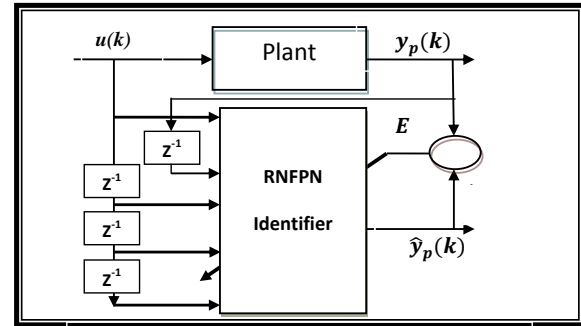 u(k)
Plant
y_p(k)
E
Z⁻¹
RNFPN
Identifier
Z⁻¹
Z⁻¹
ŷ_p(k)
Z⁻¹